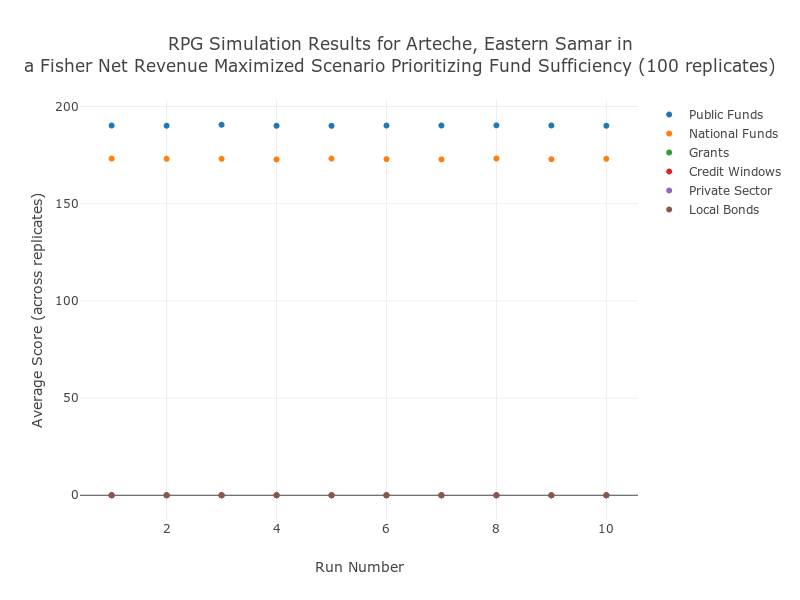 RPG Simulation Results for Arteche, Eastern Samar in
a Fisher Net Revenue Maximized Scenario Prioritizing Fund Sufficiency (100 replicates)
Public Funds
National Funds
Grants
Credit Windows
Private Sector
Local Bonds
Average Score (across replicates)
200
150
100
50
0
2
4
6
8
10
Run Number